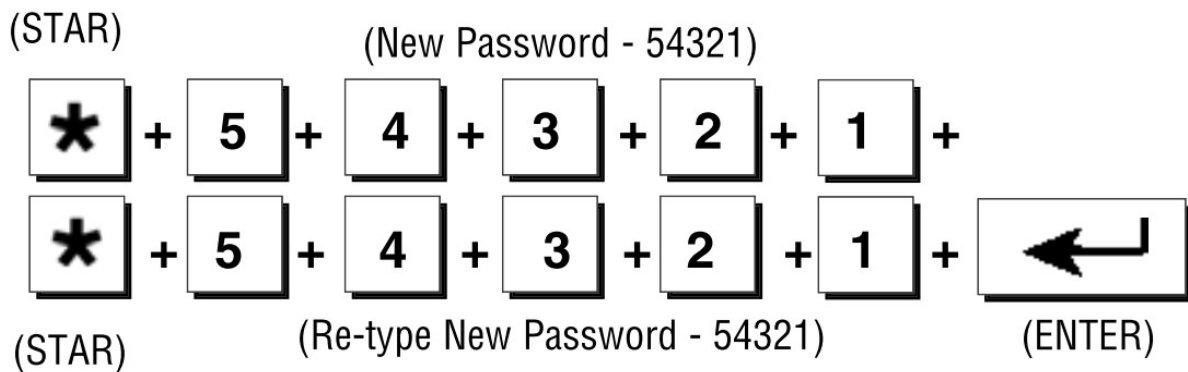 (STAR)
(New Password - 54321)
* + 5 + 4 + 3 + 2 + 1 +
* + 5 + 4 + 3 + 2 + 1 +
(Re-type New Password - 54321)
(STAR)
(ENTER)